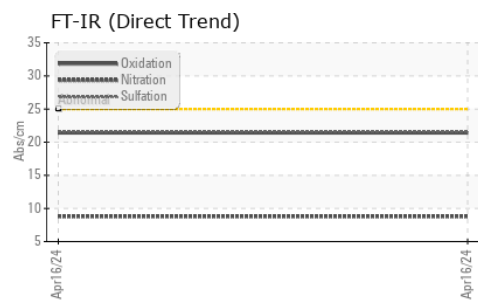 FT-IR (Direct Trend)
35
30
25
20
15
10
5
Abs/cm
Oxidation
Nitration
Sulfation
Abnormal
Apr16/24
Apr16/24